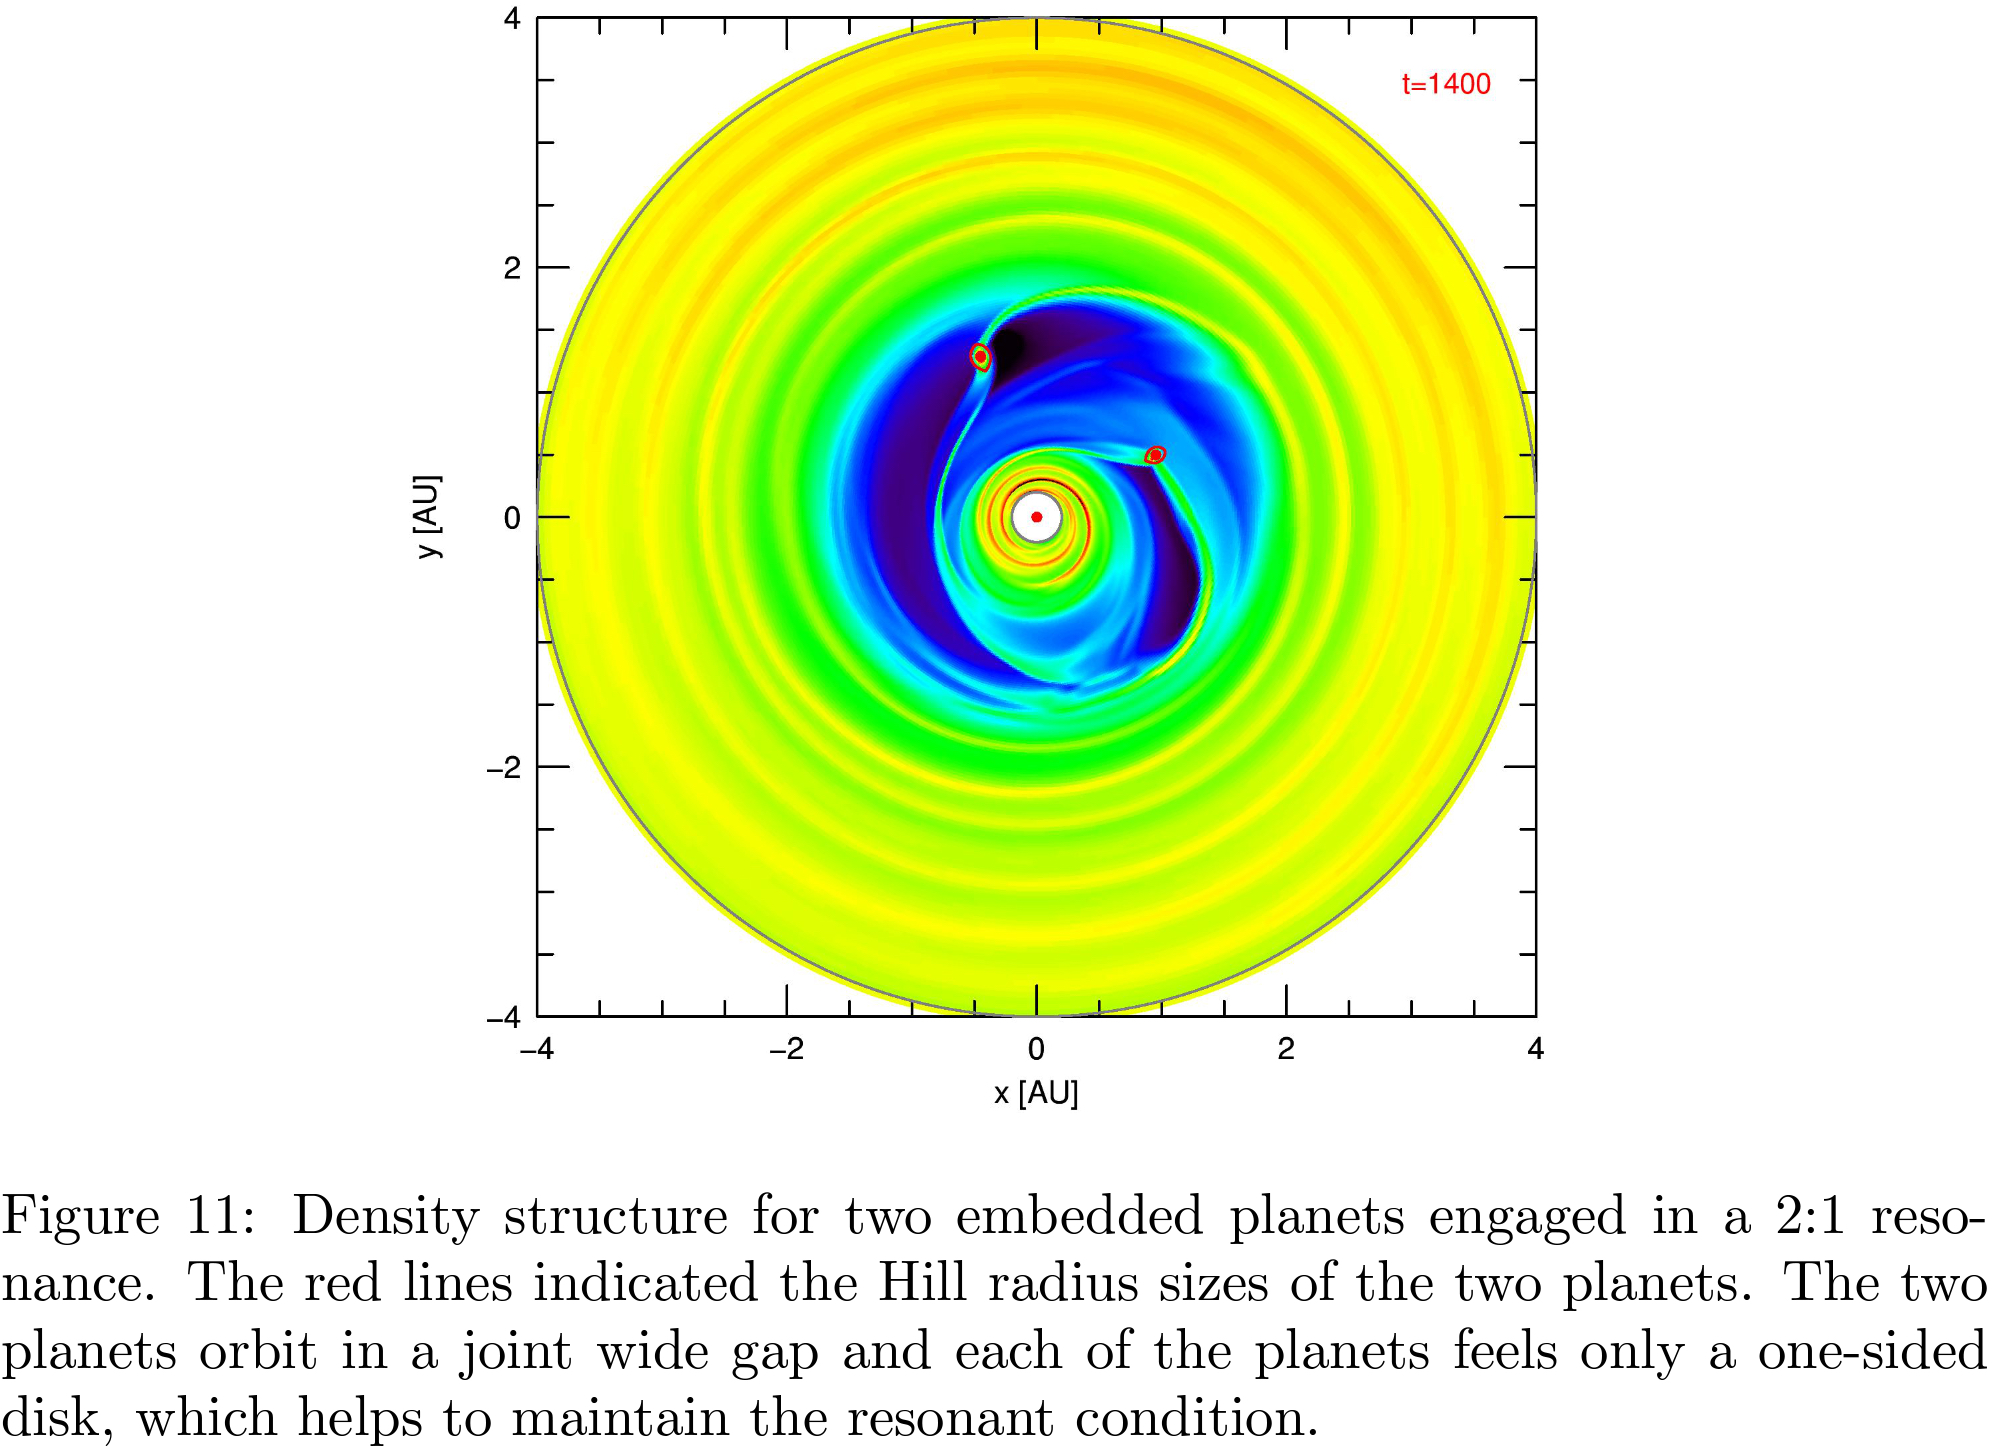 4
t=1400
2
y [AU]
0
−2
−4
−4 −2 0 2 4
x [AU]
Figure 11: Density structure for two embedded planets engaged in a 2:1 reso-
nance. The red lines indicated the Hill radius sizes of the two planets. The two
planets orbit in a joint wide gap and each of the planets feels only a one-sided
disk, which helps to maintain the resonant condition.